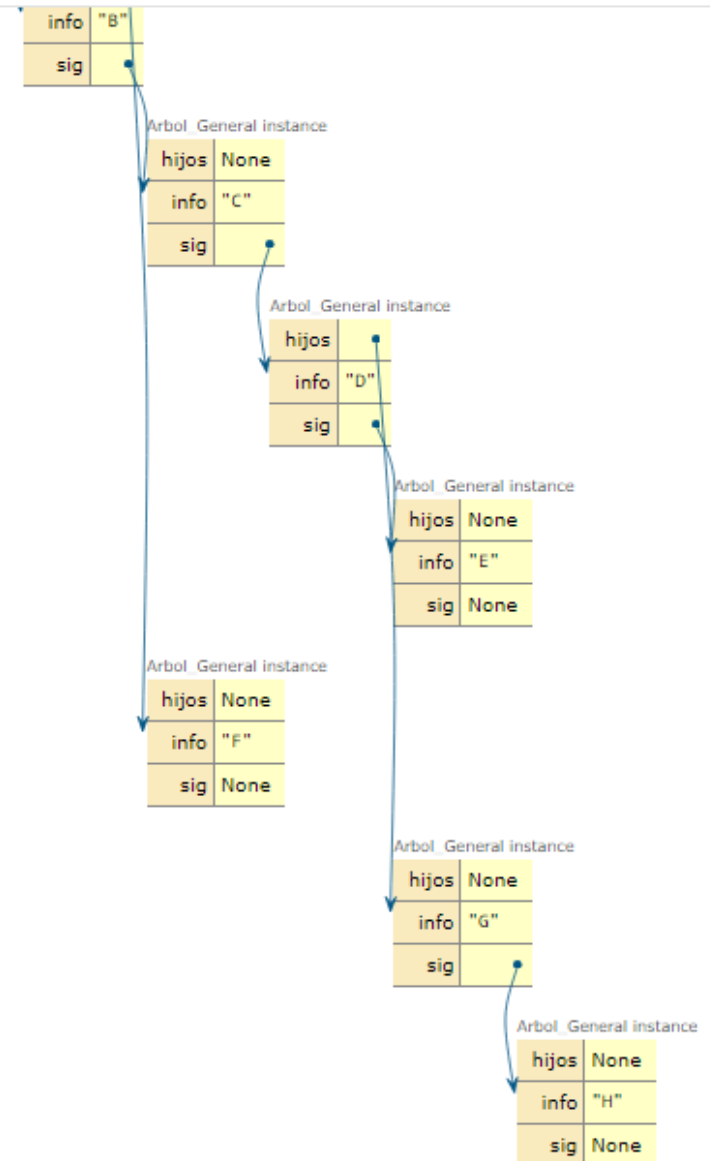 info "B"
sig
Arbol_General instance
hijos None
info "C"
sig
Arbol_General instance
hijos
info "D"
sig
Arbol_General instance
hijos None
info "E"
sig None
Arbol_General instance
hijos None
info "F"
sig None
Arbol_General instance
hijos None
info "G"
sig
Arbol_General instance
hijos None
info "H"
sig None